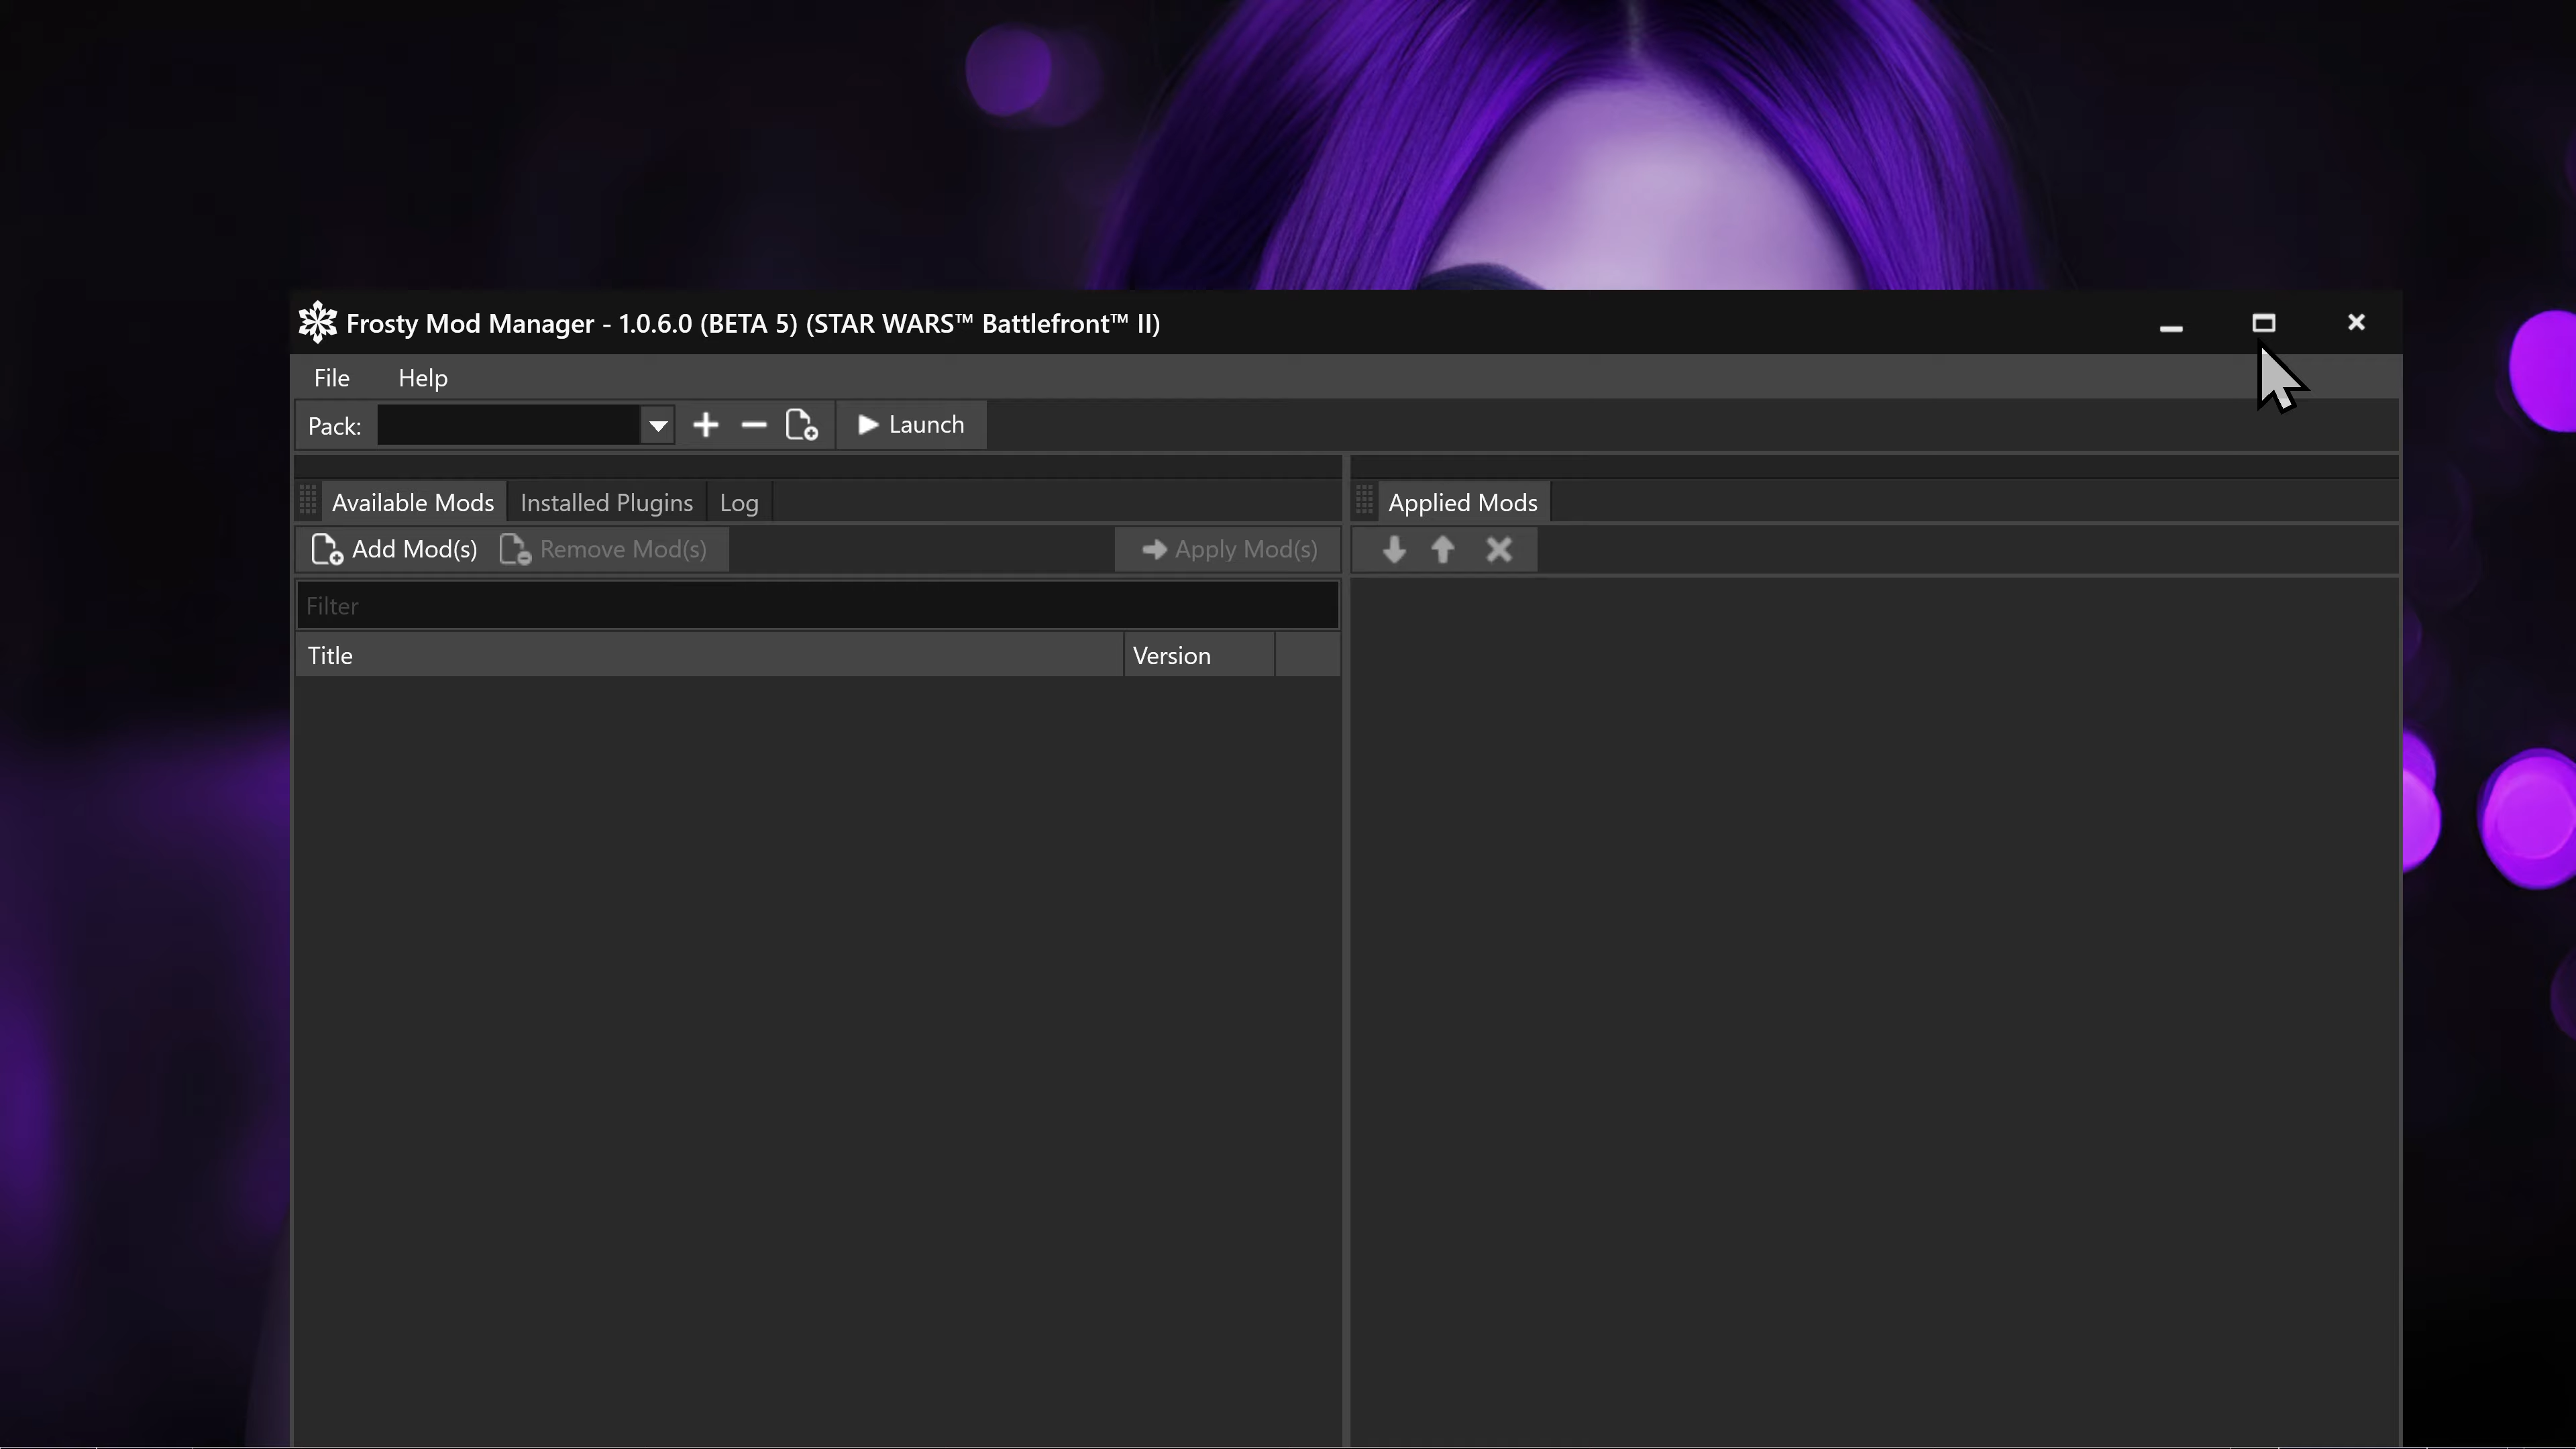 Frosty Mod Manager - 1.0.6.0 (BETA 5) (STAR WARS™ Battlefront™ II)
File Help
Pack: Launch
Available Mods Installed Plugins Log Applied Mods
Add Mod(s) Remove Mod(s) Apply Mod(s)
Filter
Title Version